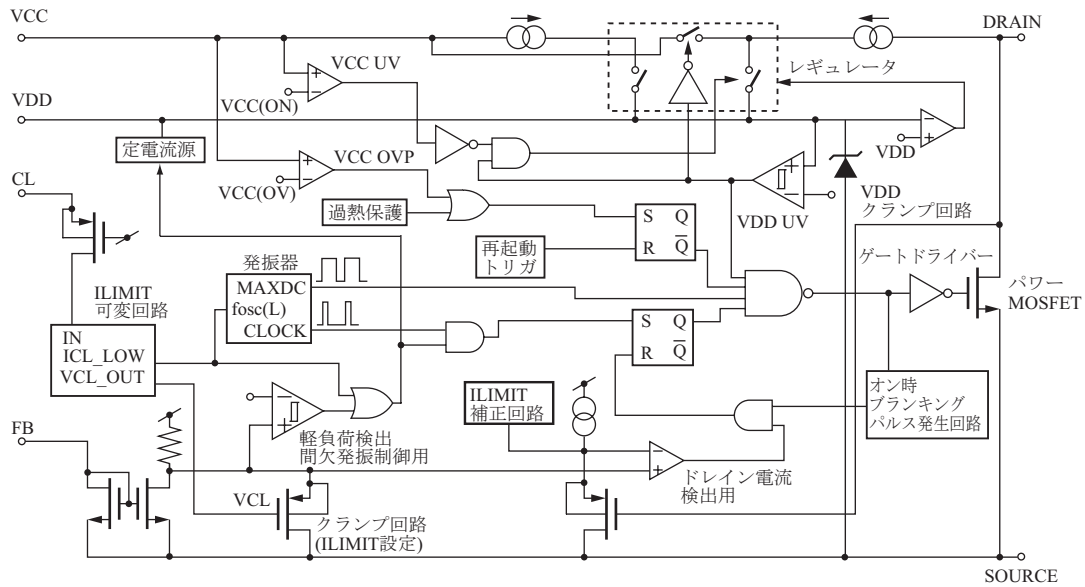 VCC
DRAIN
VCC UV
レギュレータ
VCC(ON)
VDD
定電流源
VDD
VCC OVP
VCC(OV)
CL
過熱保護
VDD UV
VDD
クランプ回路
S Q
R Q
再起動
トリガ
発振器
MAXDC
fosc(L)
CLOCK
ゲートドライバー
パワー
MOSFET
ILIMIT
可変回路
IN
ICL_LOW
VCL_OUT
S Q
R Q
ILIMIT
補正回路
オン時
ブランキング
パルス発生回路
FB
軽負荷検出
間欠発振制御用
ドレイン電流
検出用
VCL
クランプ回路
(ILIMIT設定)
SOURCE